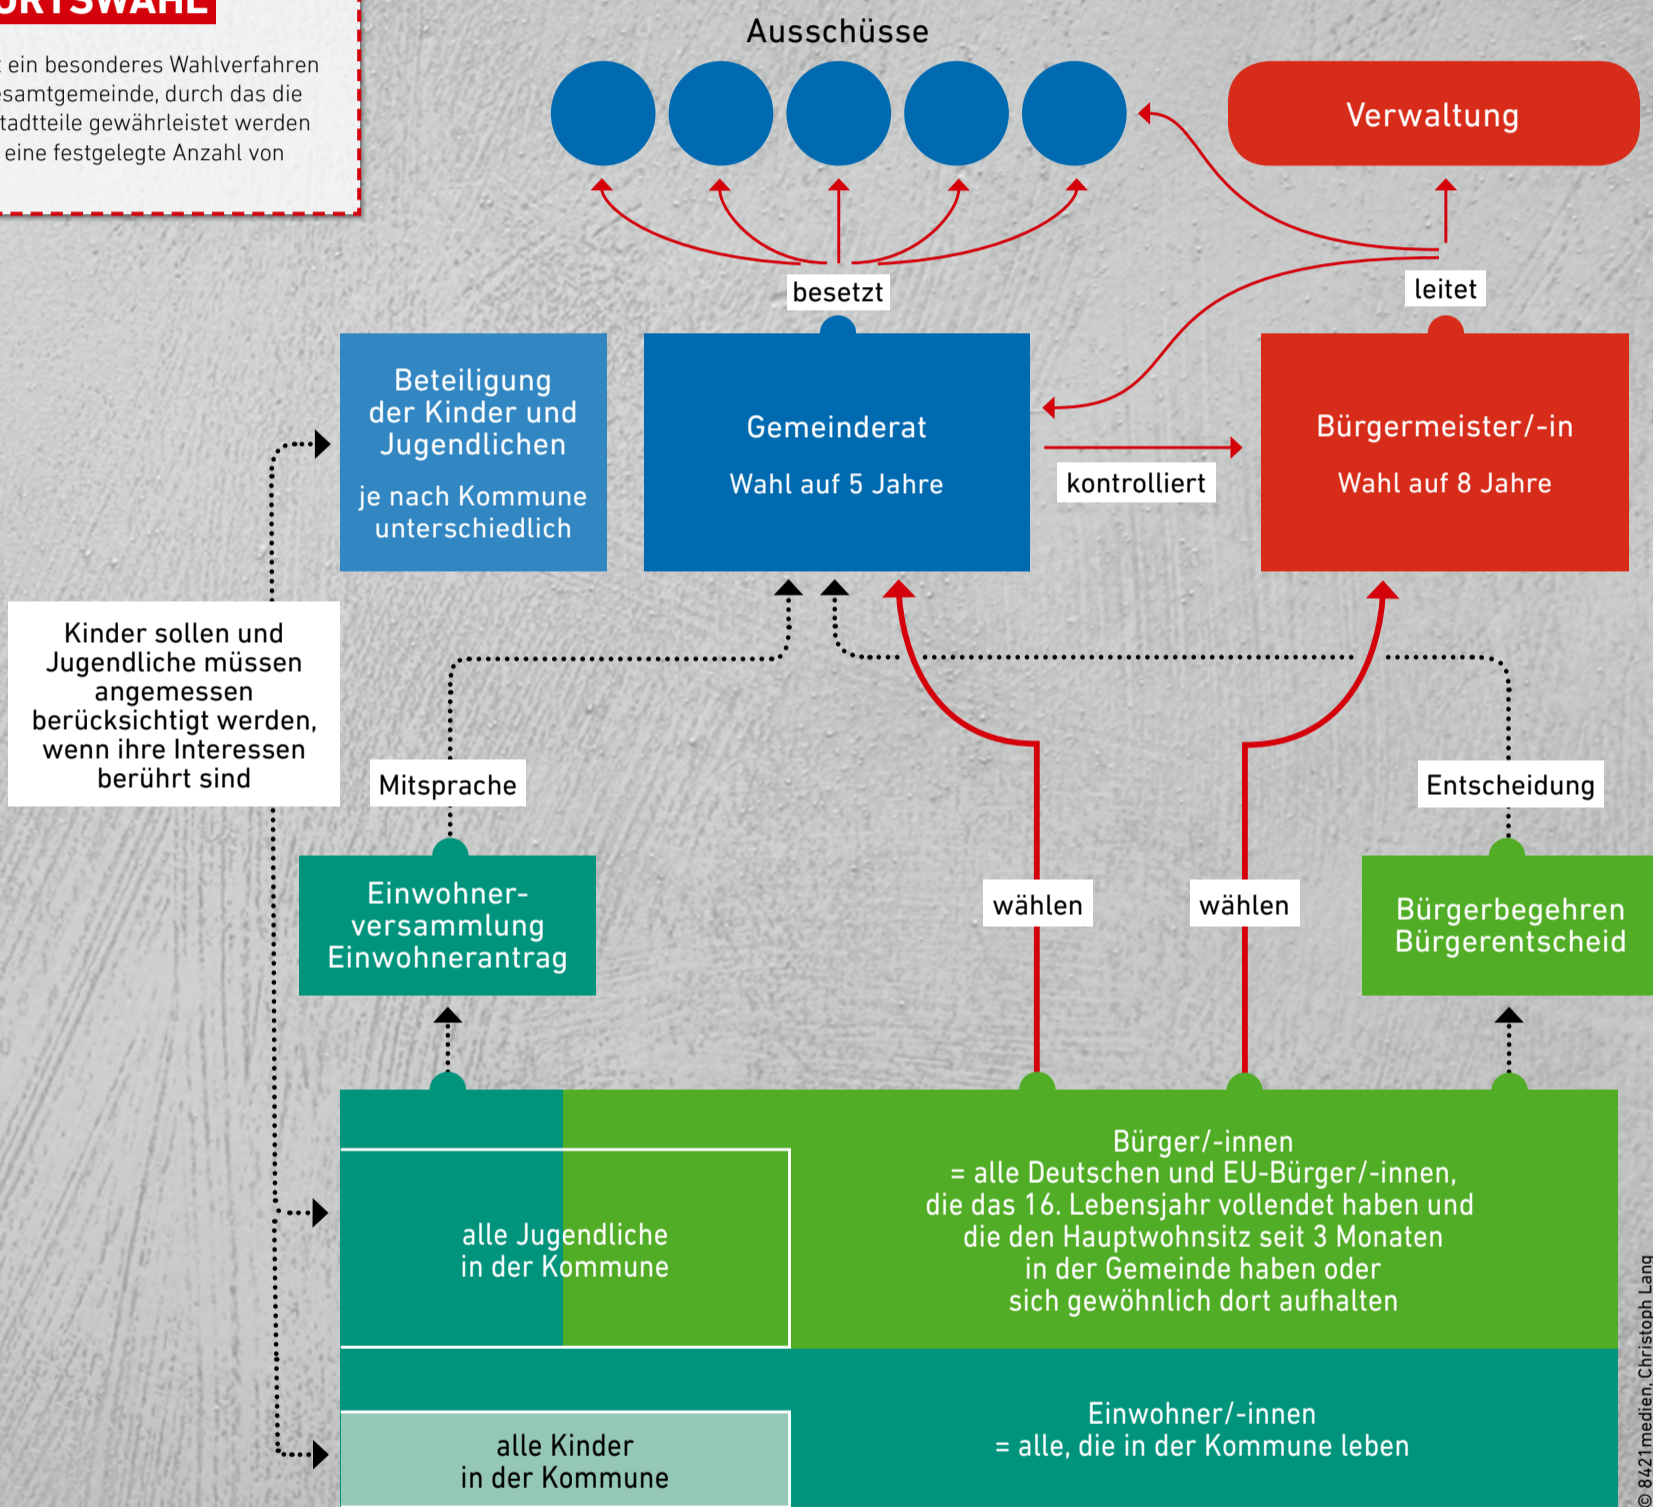 ein besonderes Wahlverfahren
esamtgemeinde, durch das die
tadtteile gewährleistet werden
eine festgelegte Anzahl von
Ausschüsse
Verwaltung
besetzt
leitet
Beteiligung
der Kinder und
Jugendlichen
je nach Kommune
unterschiedlich
Gemeinderat
Wahl auf 5 Jahre
kontrolliert
Bürgermeister/-in
Wahl auf 8 Jahre
Kinder sollen und
Jugendliche müssen
angemessen
berücksichtigt werden,
wenn ihre Interessen
berührt sind
Mitsprache
Entscheidung
Einwohner-
versammlung
Einwohnerantrag
wählen
wählen
Bürgerbegehren
Bürgerentscheid
Bürger/-innen
= alle Deutschen und EU-Bürger/-innen,
die das 16. Lebensjahr vollendet haben und
die den Hauptwohnsitz seit 3 Monaten
in der Gemeinde haben oder
sich gewöhnlich dort aufhalten
alle Jugendliche
in der Kommune
Einwohner/-innen
= alle, die in der Kommune leben
alle Kinder
in der Kommune
© 8421medien, Christoph Lang